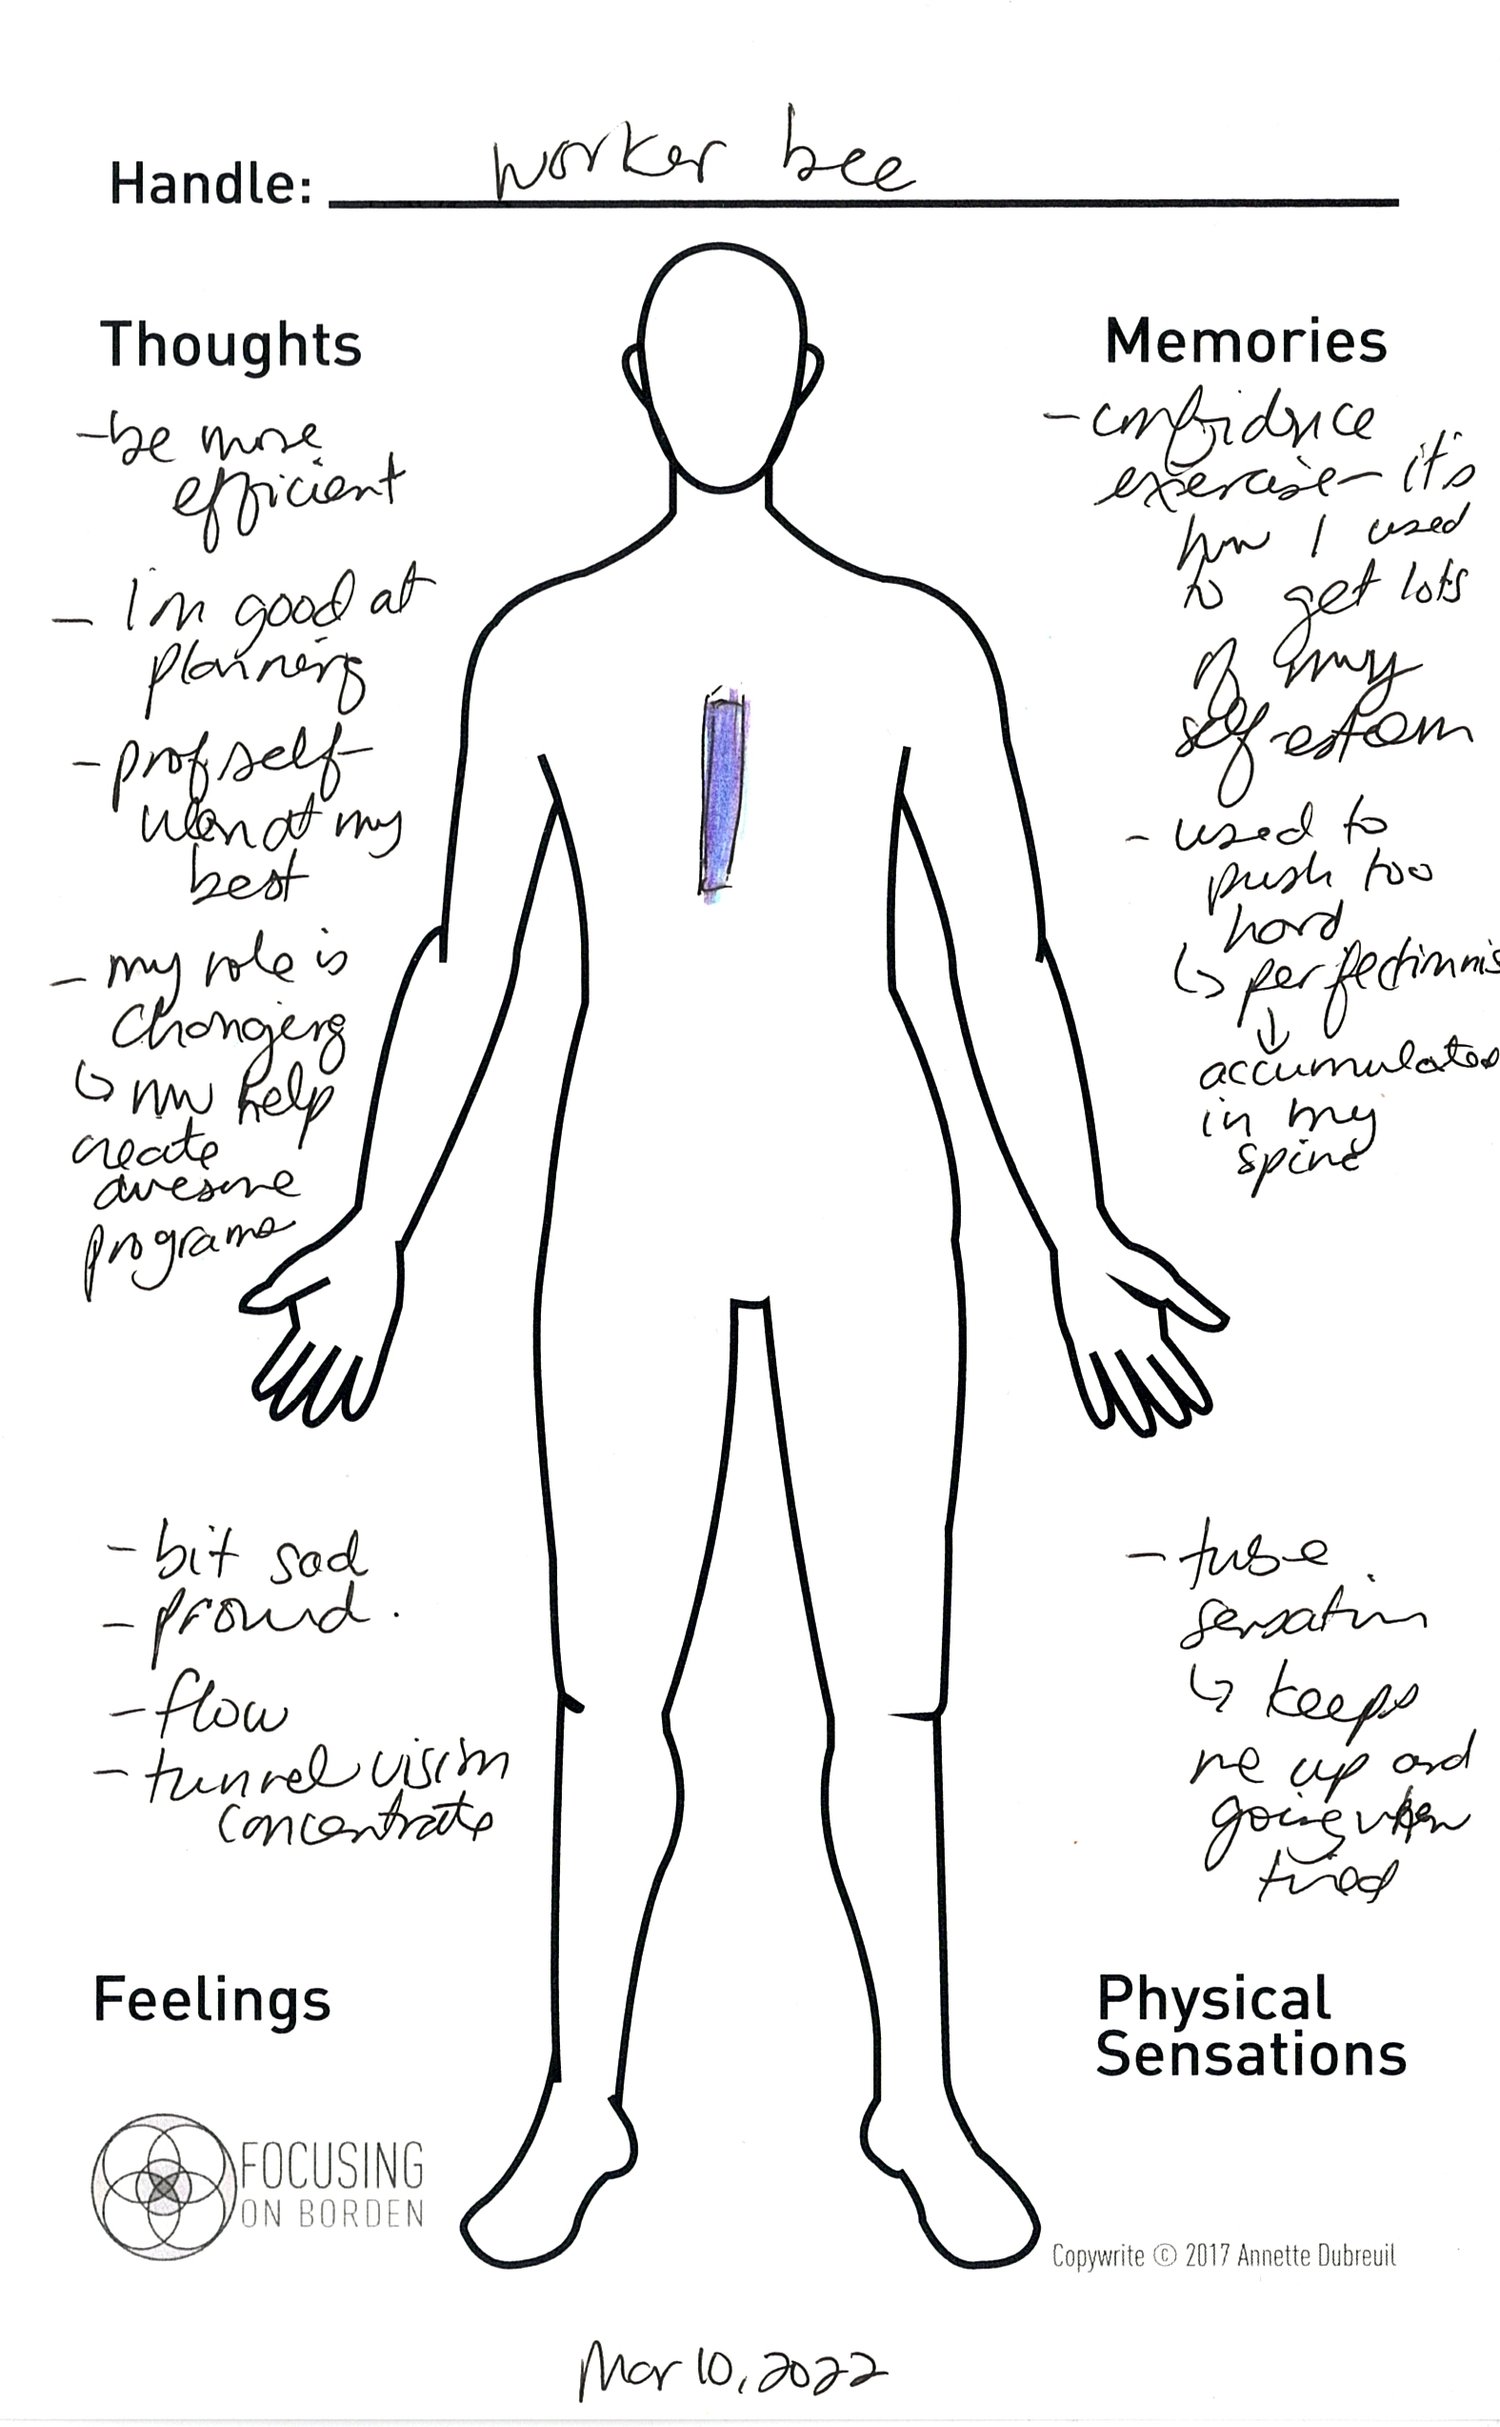 Handle: worker bee
Thoughts
-be more
efficient
- I'm good at
planning
- prof self-
when at my
best
- my role is
changing
↳ now help
create
awesome
programs
Memories
- confidence
exercise - it's
how I used
to get lots
of my
self-esteem
- used to
push too
hard
↳ perfectionis
↓
accumulates
in my
spine
- bit sad
- proud.
- flow
- tunnel vision
concentrate
Feelings
- tube
sensation
↳ keeps
me up and
going when
tired
Physical
Sensations
FOCUSING
ON BORDEN
Copywrite © 2017 Annette Dubreuil
Mar 10, 2022